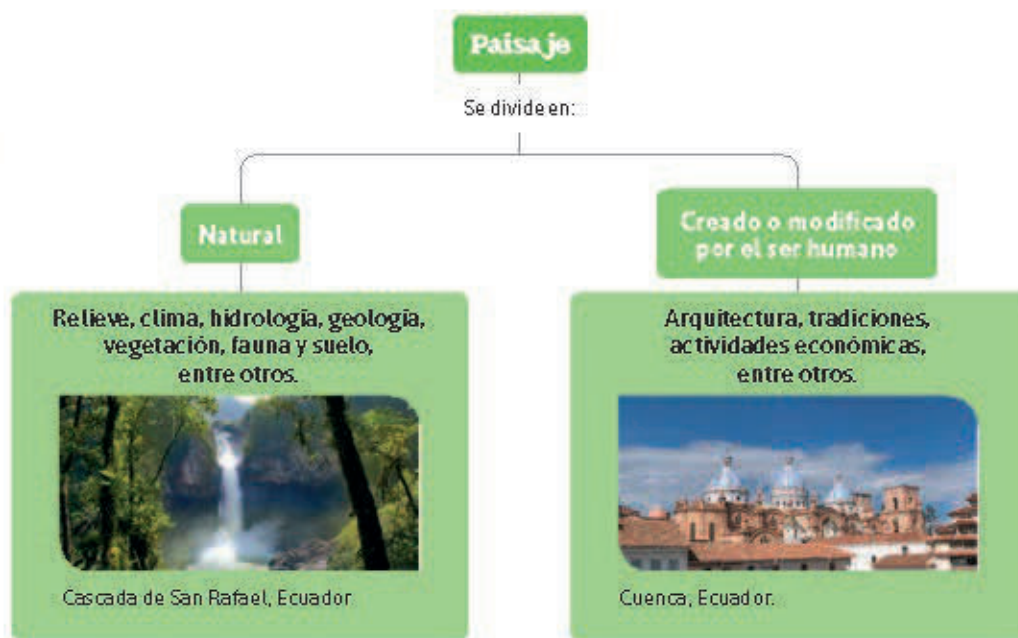 Paisaje
Se divide en:
Natural
Creado o modificado
por el ser humano
Relieve, clima, hidrología, geología,
vegetación, fauna y suelo,
entre otros.
Arquitectura, tradiciones,
actividades económicas,
entre otros.
Cascada de San Rafael, Ecuador
Cuenca, Ecuador.